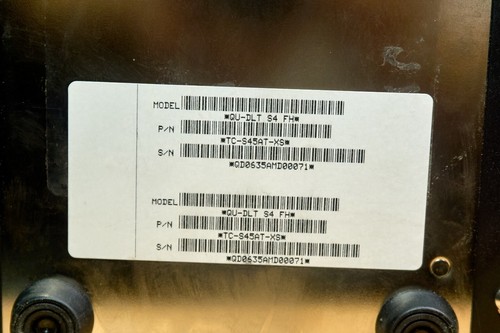 MODEL
*QU-DLT S4 FH*
P/N
*TC-S45AT-XS*
S/N
*QD0635AMD00071*
MODEL
*QU-DLT S4 FH*
P/N
*TC-S45AT-XS*
S/N
*QD0635AMD00071*